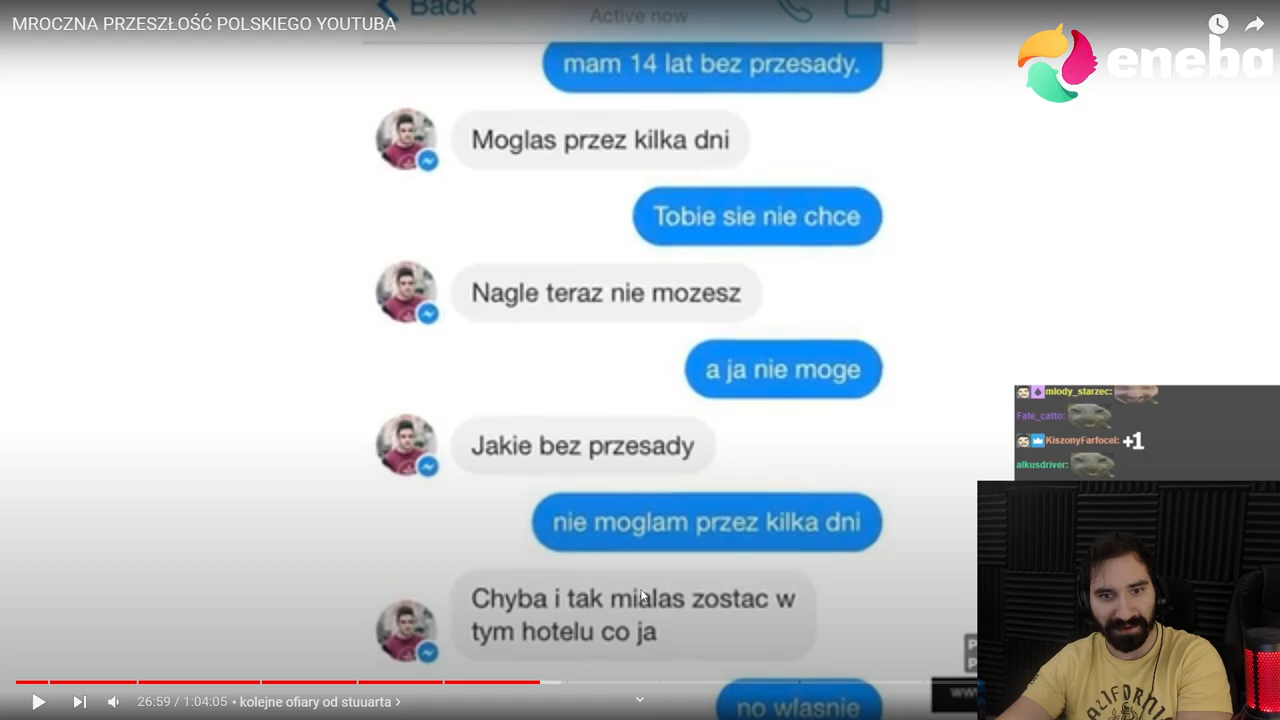 MROCZNA PRZESZŁOŚĆ POLSKIEGO YOUTUBA
Back
Active now
eneba
mam 14 lat bez przesady.
Moglas przez kilka dni
Tobie sie nie chce
Nagle teraz nie mozesz
a ja nie moge
Jakie bez przesady
nie moglam przez kilka dni
Chyba i tak mialas zostac w
tym hotelu co ja
no wlasnie
mlody_starzec:
Fate_catto:
KiszonyFarfocel: +1
alkusdriver:
26:59 / 1:04:05 • kolejne ofiary od stuuarta >